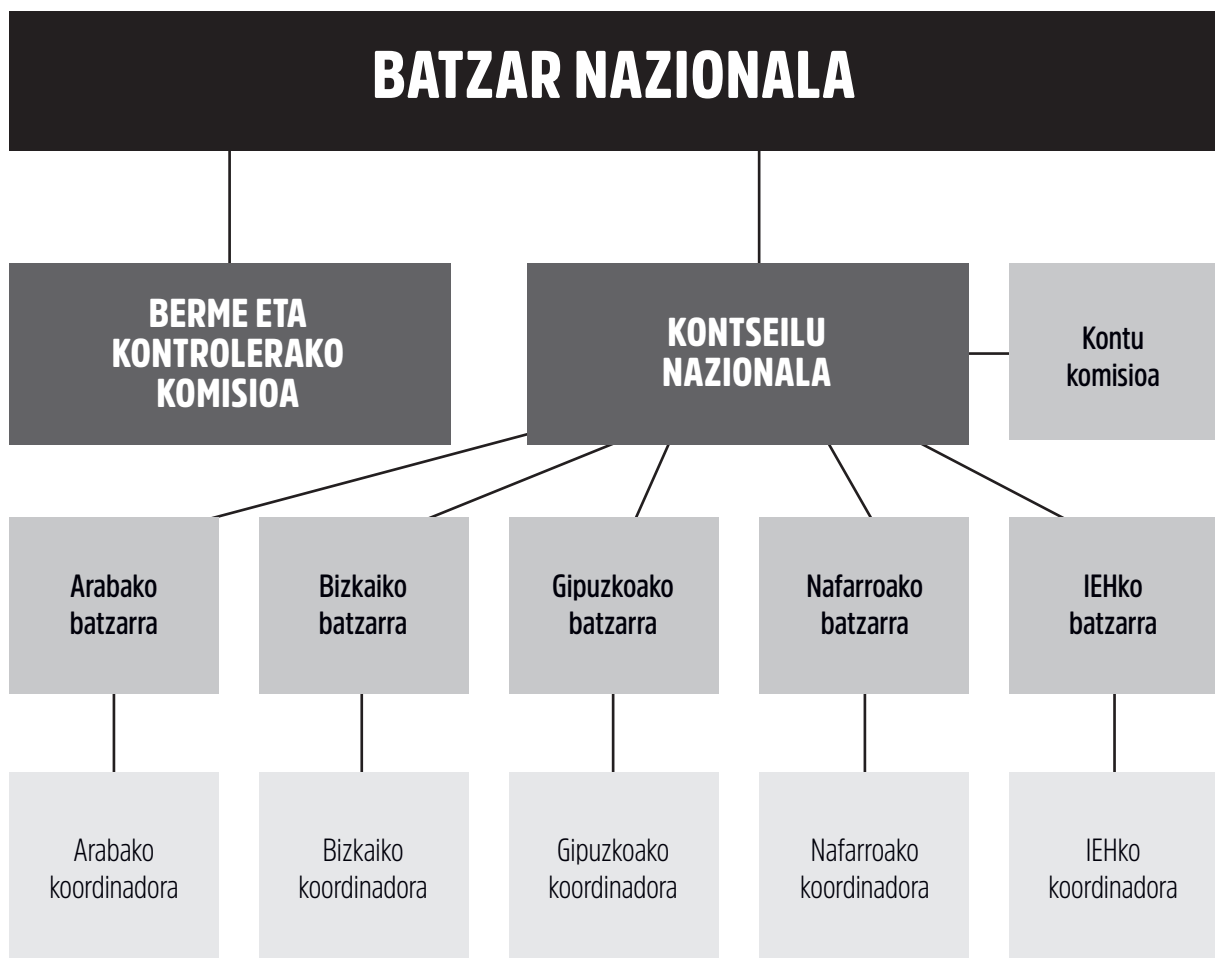 BATZAR NAZIONALA
BERME ETA
KONTROLERAKO
KOMISIOA
KONTSEILU
NAZIONALA
Kontu
komisioa
Arabako
batzarra
Bizkaiko
batzarra
Gipuzkoako
batzarra
Nafarroako
batzarra
IEHko
batzarra
Arabako
koordinadora
Bizkaiko
koordinadora
Gipuzkoako
koordinadora
Nafarroako
koordinadora
IEHko
koordinadora